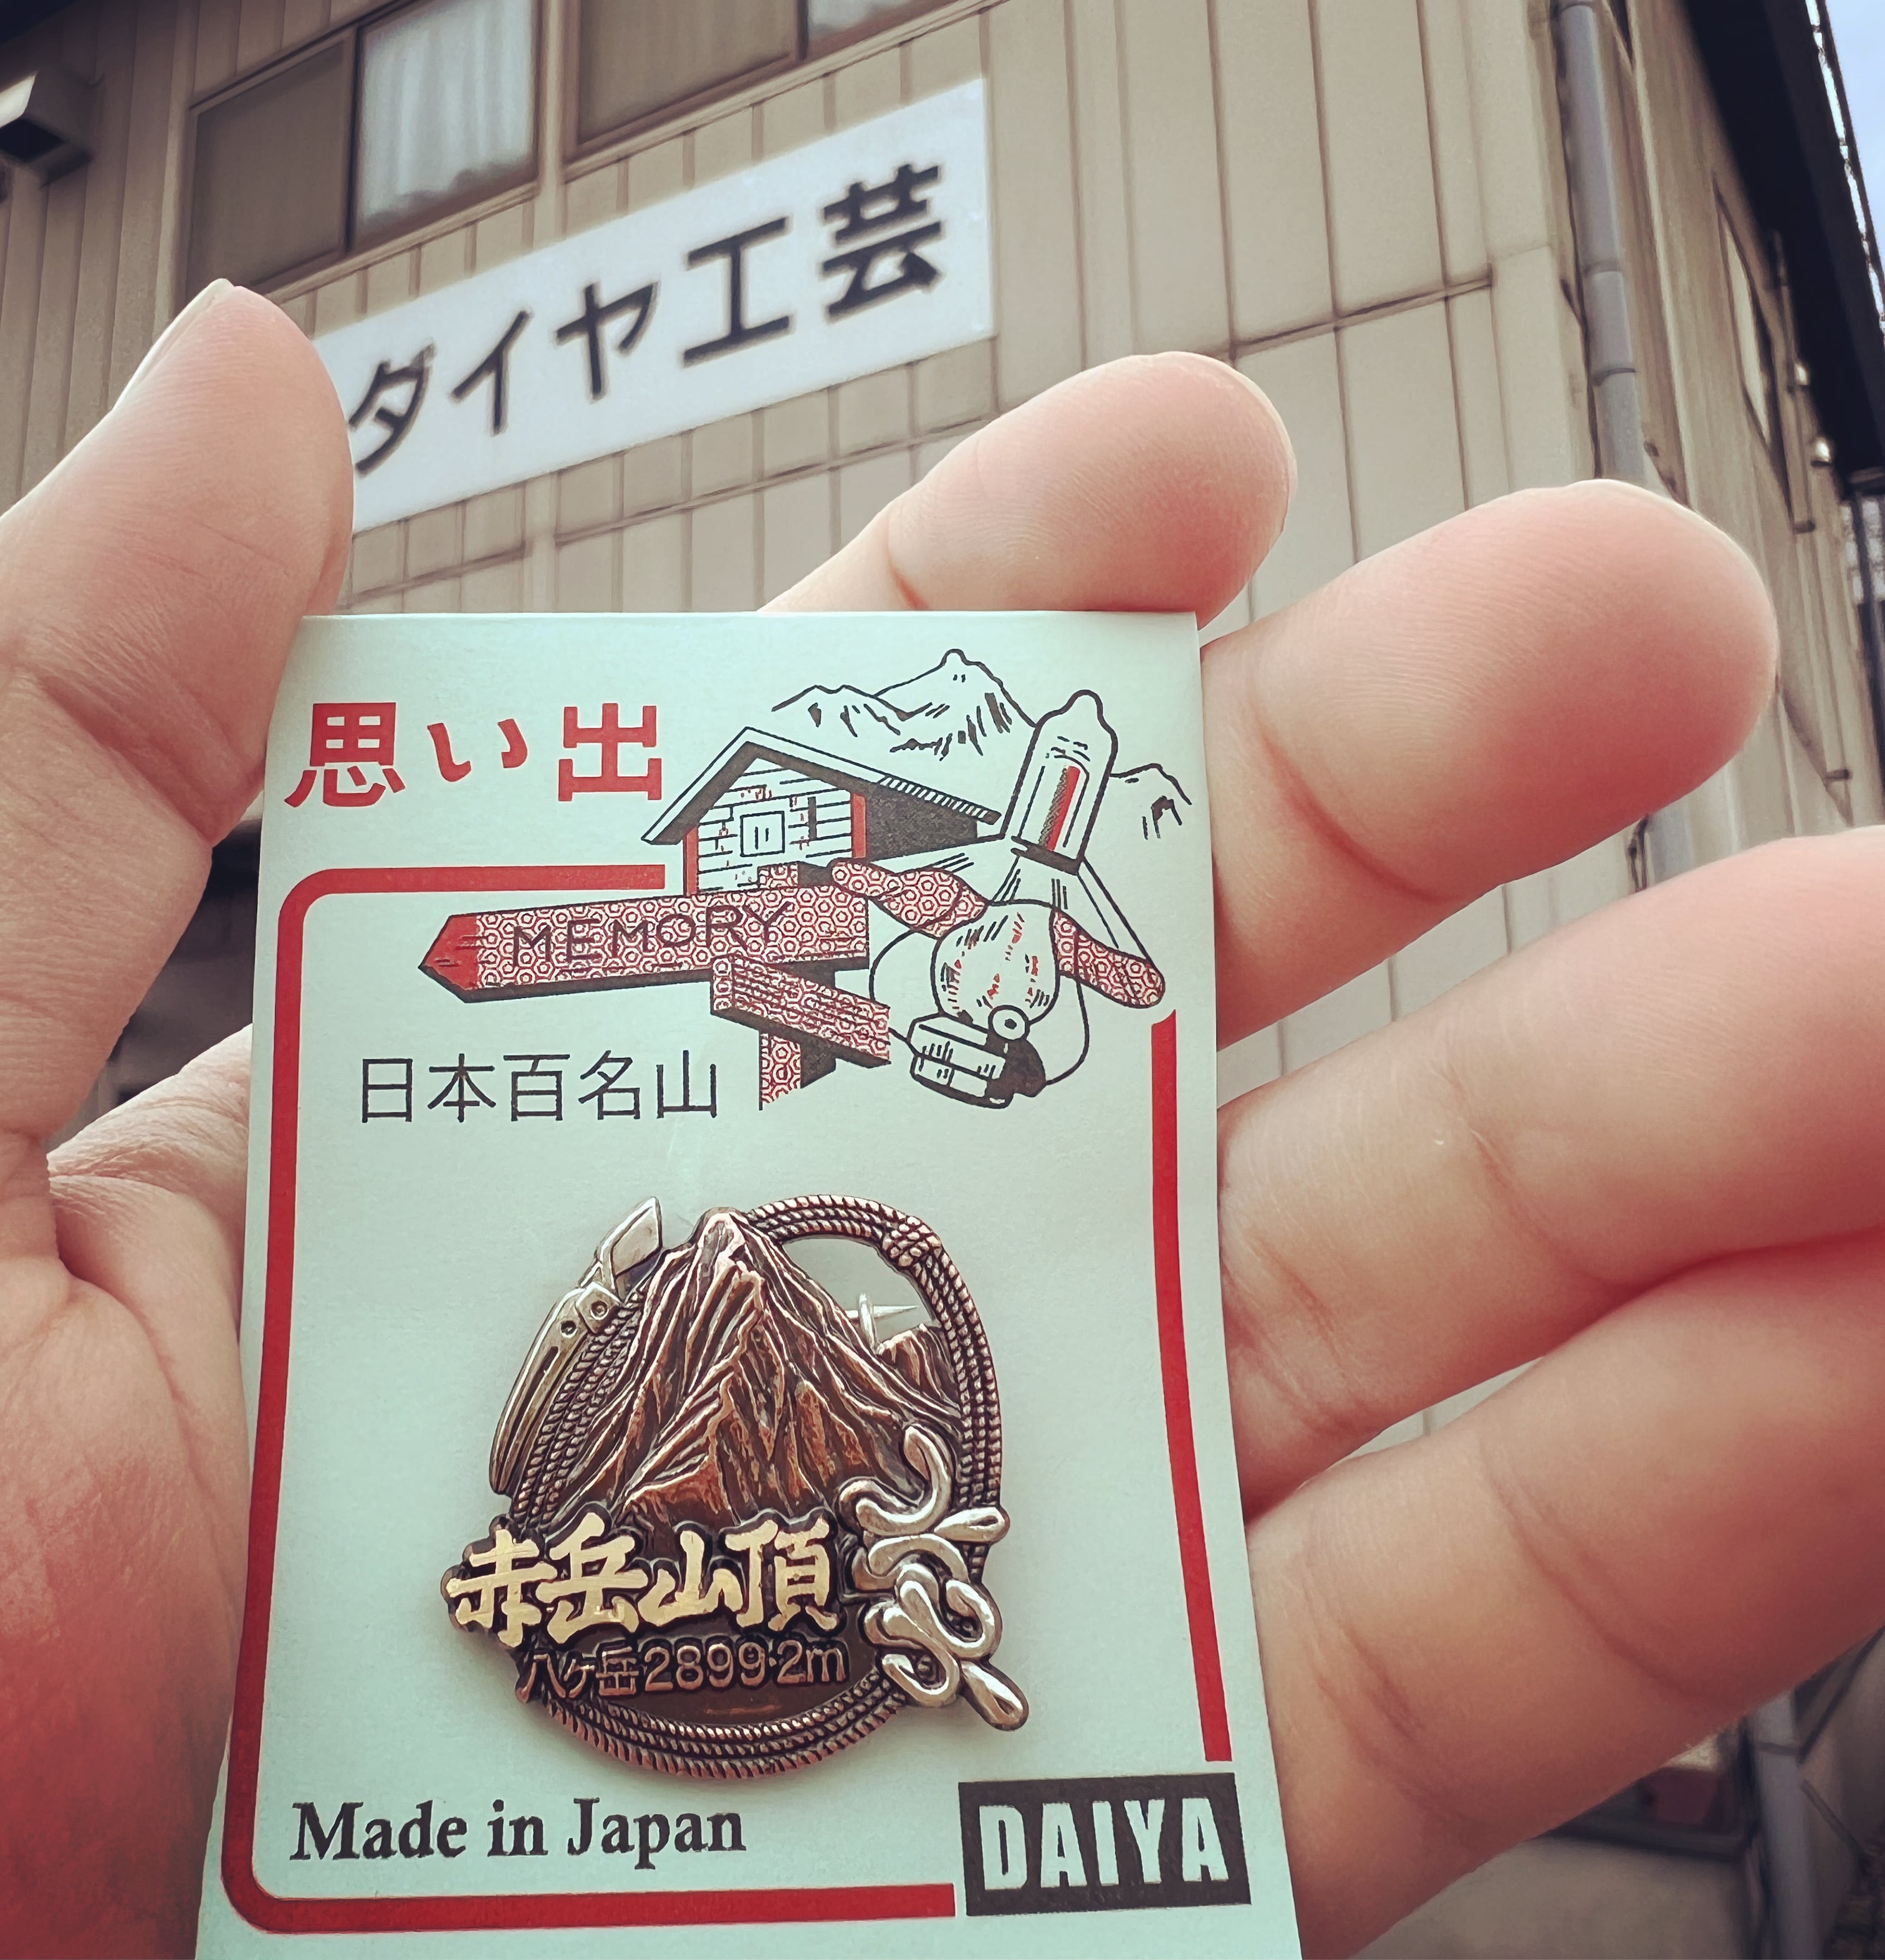 ダイヤ工芸
思い出
MEMORY
日本百名山
赤岳山頂
八ケ岳2899·2m
Made in Japan
DAIYA